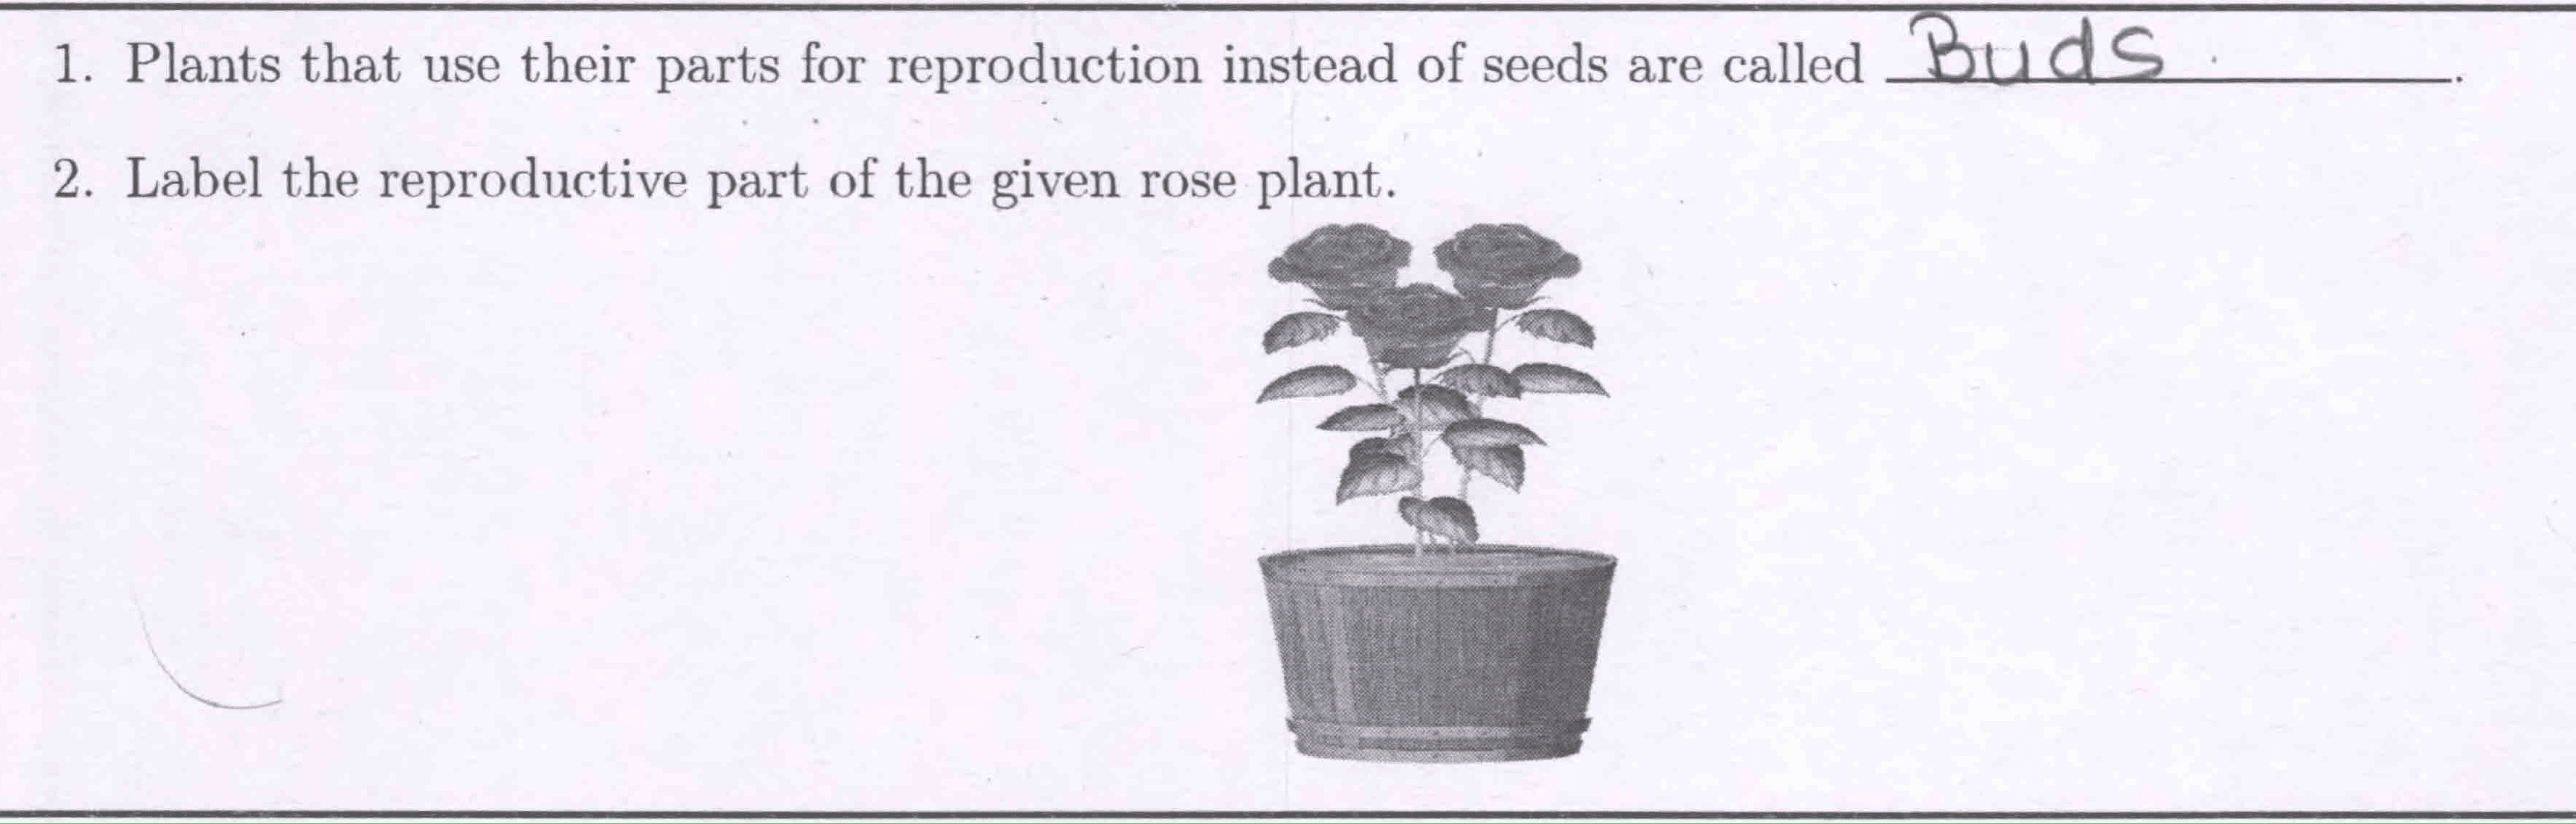 1. Plants that use their parts for reproduction instead of seeds are called Buds.
2. Label the reproductive part of the given rose plant.